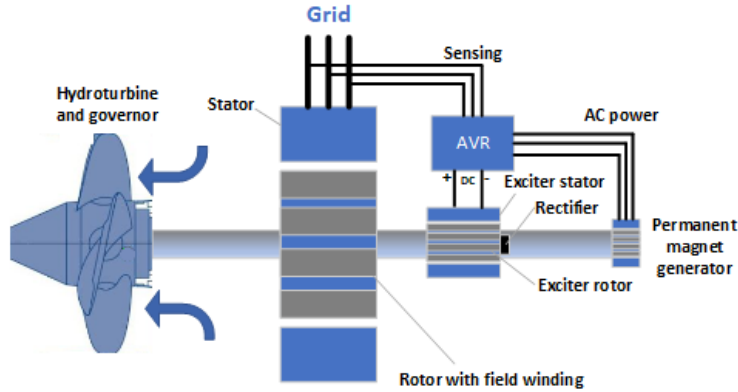 Grid
Sensing
Hydroturbine
and governor
Stator
AC power
AVR
+ DC -
Exciter stator
Rectifier
Permanent
magnet
generator
Exciter rotor
Rotor with field winding